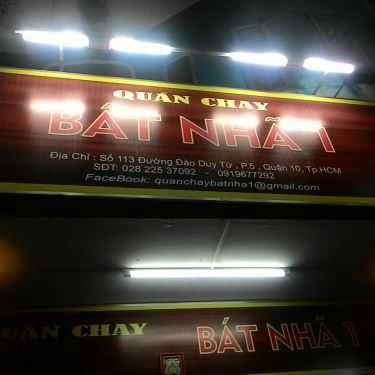 QUÁN CHAY
BÁT NHÃ 1
Địa Chỉ : Số 113 Đường Đào Duy Từ , P.5 , Quận 10, Tp.HCM
SĐT: 028 225 37092 - 0919677292
FaceBook: quanchaybatnha1@gmail.com
QUÁN CHAY
BÁT NHÃ 1